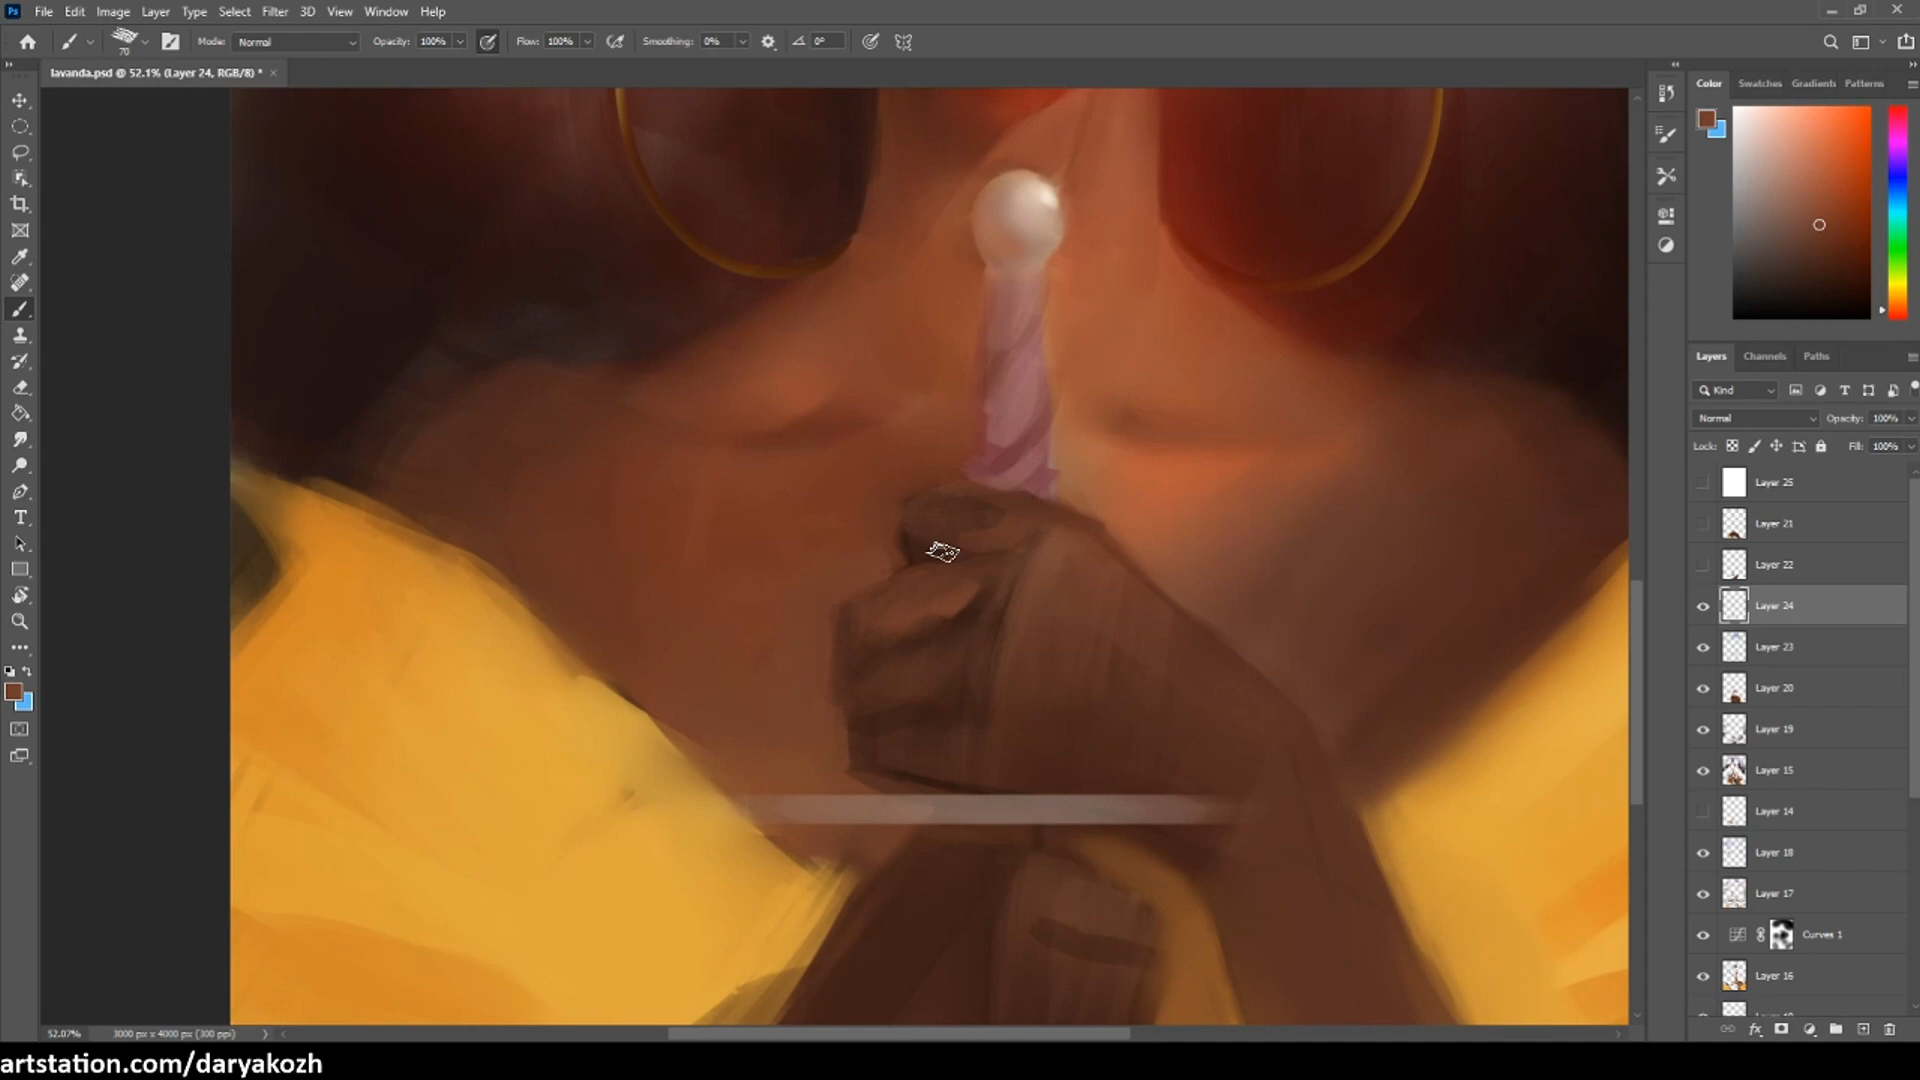 Ps File Edit Image Layer Type Select Filter 3D View Window Help
70 Mode: Normal Opacity: 100% Flow: 100% Smoothing: 0% 0°
lavanda.psd @ 52.1% (Layer 24, RGB/8) * ×
Color Swatches Gradients Patterns
Layers Channels Paths
Kind
Normal Opacity: 100%
Lock: Fill: 100%
Layer 25
Layer 21
Layer 22
Layer 24
Layer 23
Layer 20
Layer 19
Layer 15
Layer 14
Layer 18
Layer 17
Curves 1
Layer 16
52.07% 3000 px x 4000 px (300 ppi)
artstation.com/daryakozh